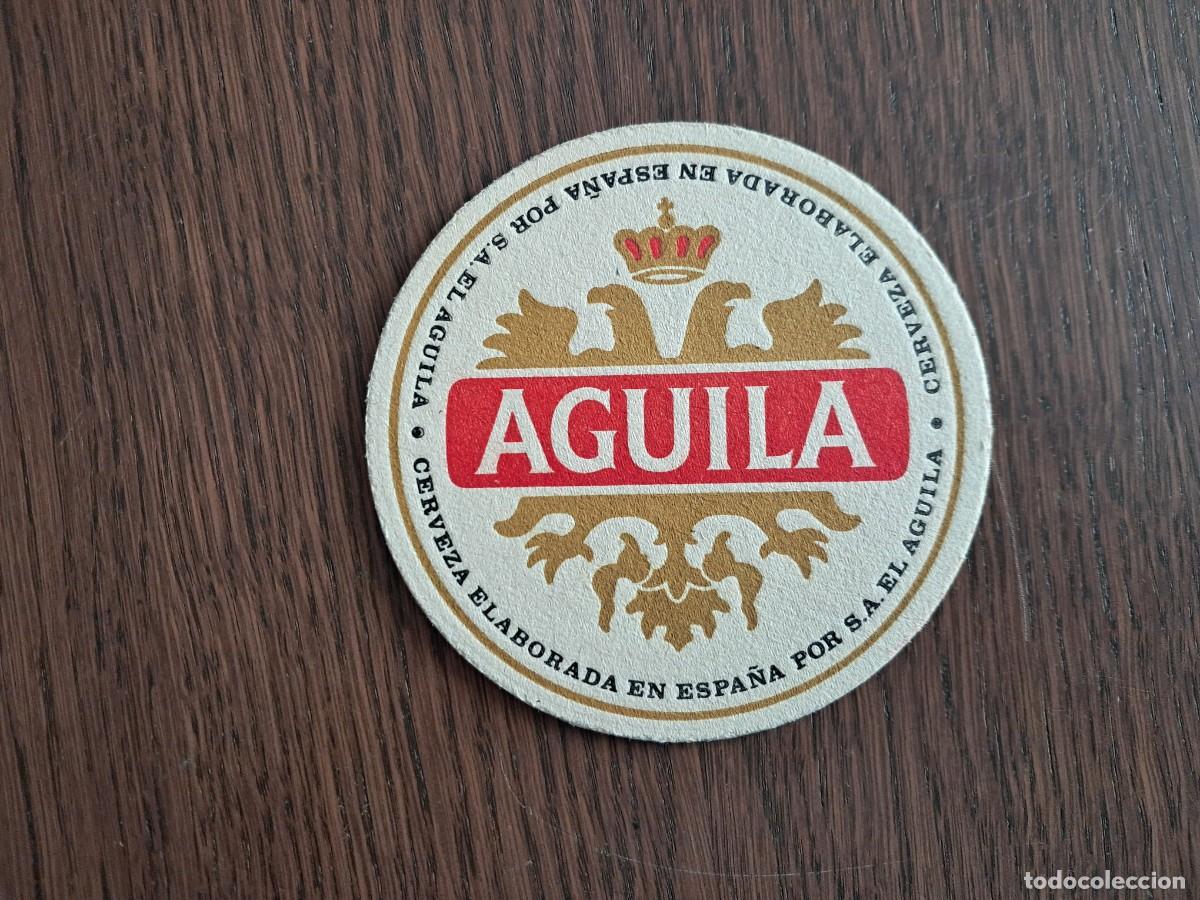 CERVEZA ELABORADA EN ESPAÑA POR S.A. EL AGUILA •
AGUILA
CERVEZA ELABORADA EN ESPAÑA POR S.A. EL AGUILA •
todocoleccion